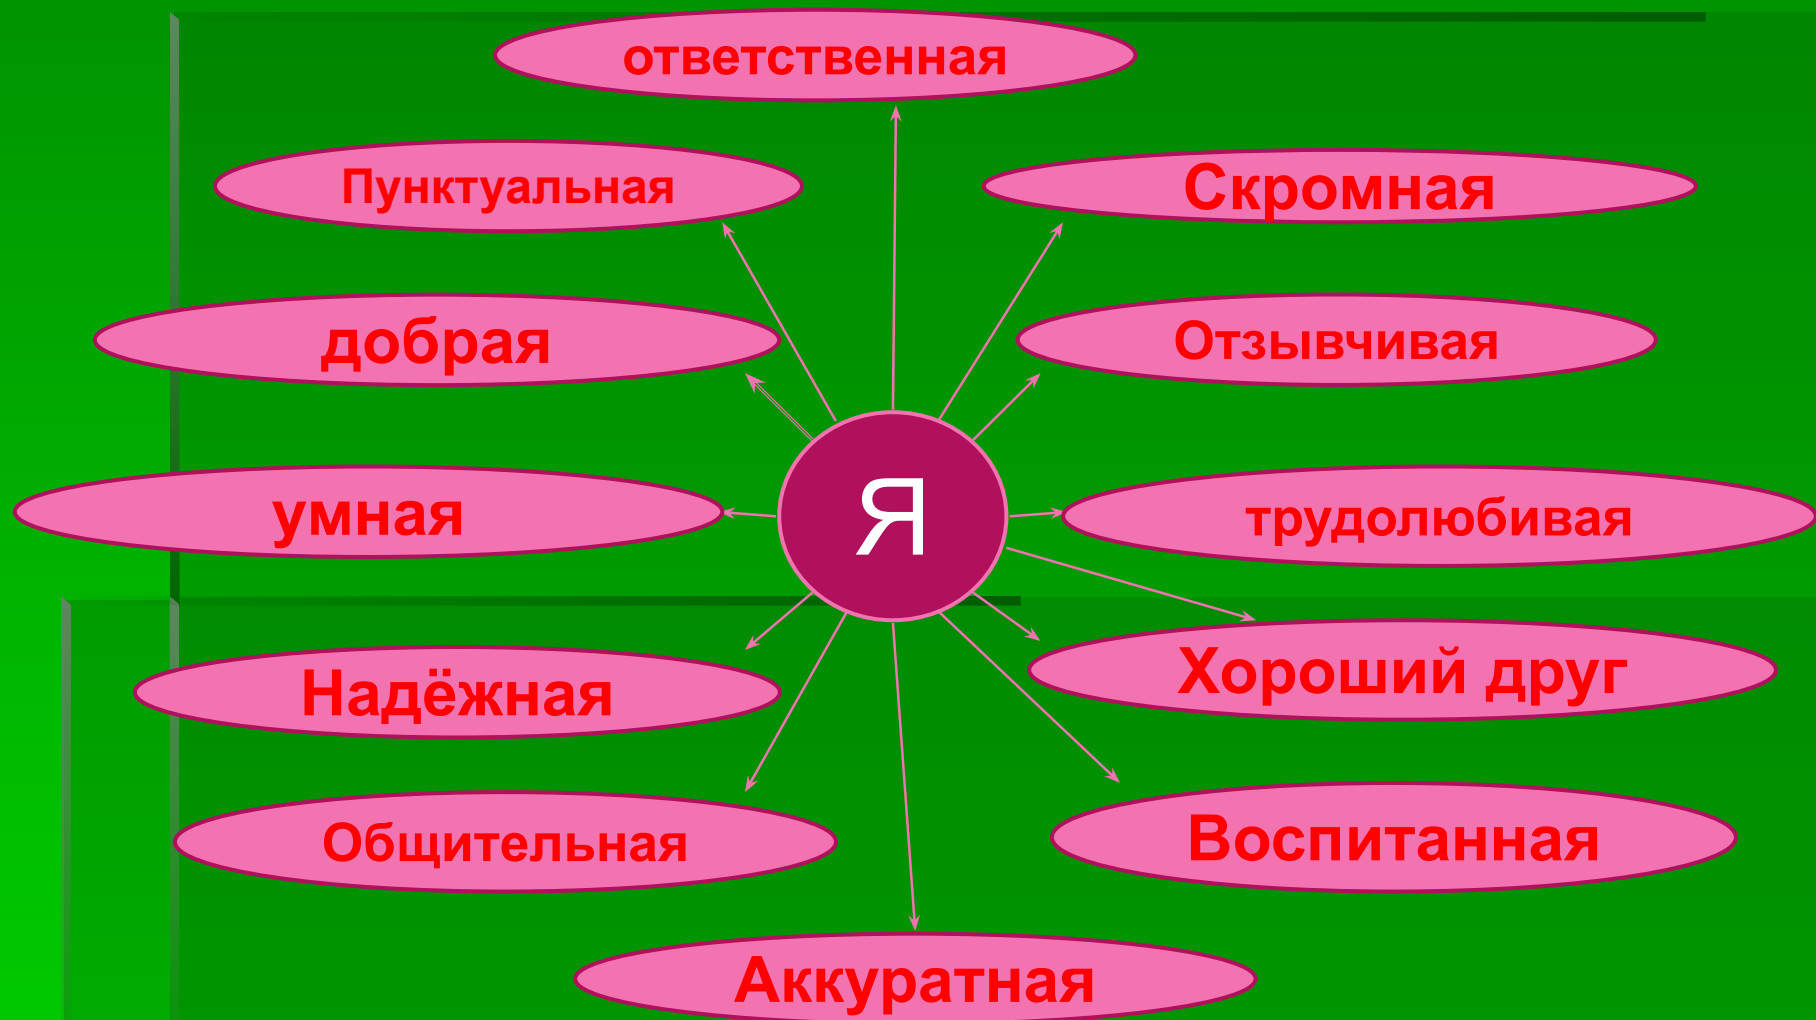 ответственная
Пунктуальная
Скромная
добрая
Отзывчивая
умная
Я
трудолюбивая
Надёжная
Хороший друг
Общительная
Воспитанная
Аккуратная